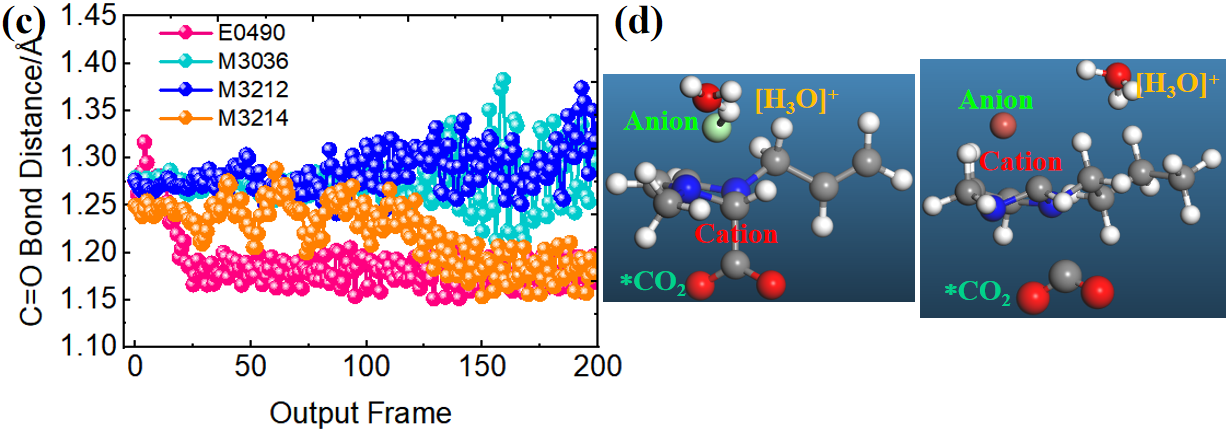 (c)
C=O Bond Distance/Å
1.45
1.40
1.35
1.30
1.25
1.20
1.15
1.10
E0490
M3036
M3212
M3214
0
50
100
150
200
Output Frame
(d)
[H₃O]⁺
Anion
Cation
*CO₂
[H₃O]⁺
Anion
Cation
*CO₂